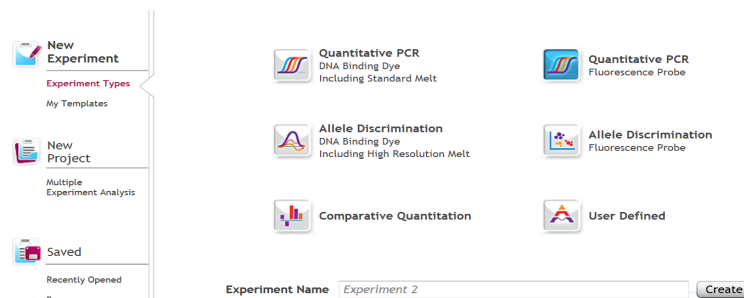 New
Experiment
Experiment Types
My Templates
New
Project
Multiple
Experiment Analysis
Saved
Recently Opened
Quantitative PCR
DNA Binding Dye
Including Standard Melt
Quantitative PCR
Fluorescence Probe
Allele Discrimination
DNA Binding Dye
Including High Resolution Melt
Allele Discrimination
Fluorescence Probe
Comparative Quantitation
User Defined
Experiment Name Experiment 2 Create